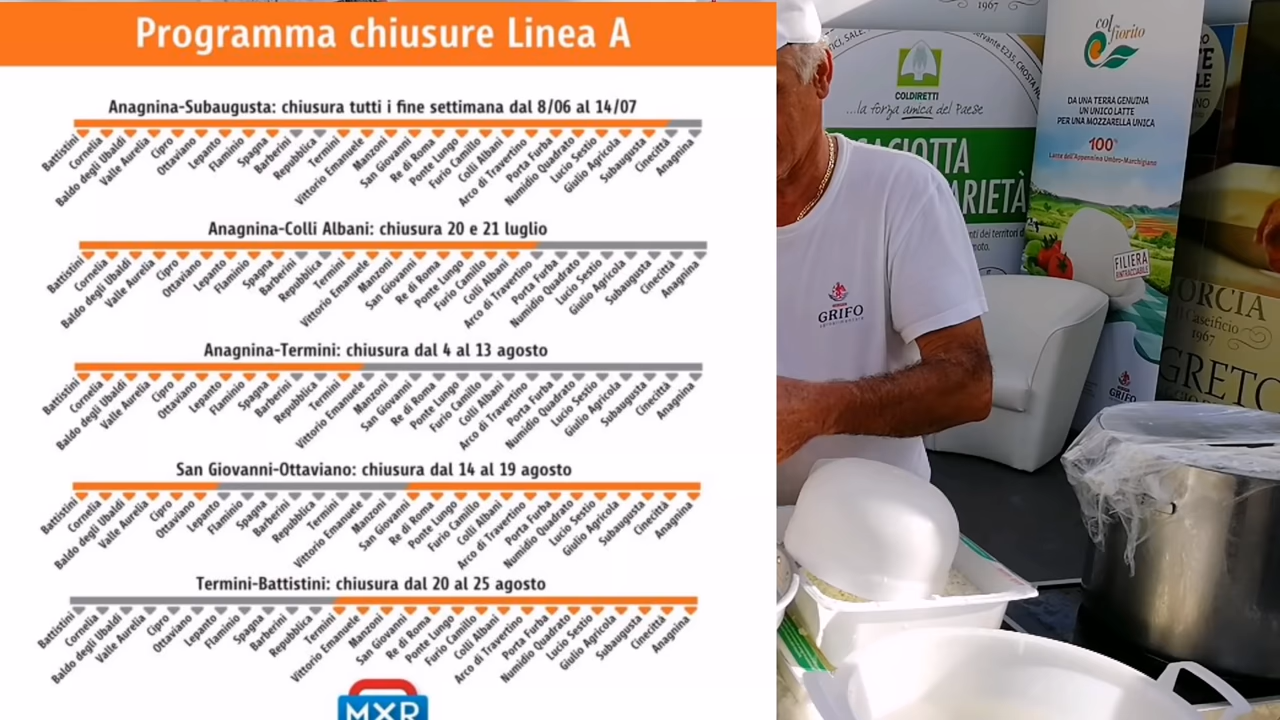 Programma chiusure Linea A
Anagnina-Subaugusta: chiusura tutti i fine settimana dal 8/06 al 14/07
Battistini
Cornelia
Baldo degli Ubaldi
Valle Aurelia
Cipro
Ottaviano
Lepanto
Flaminio
Spagna
Barberini
Repubblica
Termini
Vittorio Emanuele
Manzoni
San Giovanni
Re di Roma
Ponte Lungo
Furio Camillo
Colli Albani
Arco di Travertino
Porta Furba
Numidio Quadrato
Lucio Sestio
Giulio Agricola
Subaugusta
Cinecittà
Anagnina
Anagnina-Colli Albani: chiusura 20 e 21 luglio
Battistini
Cornelia
Baldo degli Ubaldi
Valle Aurelia
Cipro
Ottaviano
Lepanto
Flaminio
Spagna
Barberini
Repubblica
Termini
Vittorio Emanuele
Manzoni
San Giovanni
Re di Roma
Ponte Lungo
Furio Camillo
Colli Albani
Arco di Travertino
Porta Furba
Numidio Quadrato
Lucio Sestio
Giulio Agricola
Subaugusta
Cinecittà
Anagnina
Anagnina-Termini: chiusura dal 4 al 13 agosto
Battistini
Cornelia
Baldo degli Ubaldi
Valle Aurelia
Cipro
Ottaviano
Lepanto
Flaminio
Spagna
Barberini
Repubblica
Termini
Vittorio Emanuele
Manzoni
San Giovanni
Re di Roma
Ponte Lungo
Furio Camillo
Colli Albani
Arco di Travertino
Porta Furba
Numidio Quadrato
Lucio Sestio
Giulio Agricola
Subaugusta
Cinecittà
Anagnina
San Giovanni-Ottaviano: chiusura dal 14 al 19 agosto
Battistini
Cornelia
Baldo degli Ubaldi
Valle Aurelia
Cipro
Ottaviano
Lepanto
Flaminio
Spagna
Barberini
Repubblica
Termini
Vittorio Emanuele
Manzoni
San Giovanni
Re di Roma
Ponte Lungo
Furio Camillo
Colli Albani
Arco di Travertino
Porta Furba
Numidio Quadrato
Lucio Sestio
Giulio Agricola
Subaugusta
Cinecittà
Anagnina
Termini-Battistini: chiusura dal 20 al 25 agosto
Battistini
Cornelia
Baldo degli Ubaldi
Valle Aurelia
Cipro
Ottaviano
Lepanto
Flaminio
Spagna
Barberini
Repubblica
Termini
Vittorio Emanuele
Manzoni
San Giovanni
Re di Roma
Ponte Lungo
Furio Camillo
Colli Albani
Arco di Travertino
Porta Furba
Numidio Quadrato
Lucio Sestio
Giulio Agricola
Subaugusta
Cinecittà
Anagnina
MXR
1967
COLDIRETTI
...la forza amica del Paese
CACIOTTA
ARIETÀ
col fiorito
DA UNA TERRA GENUINA
UN UNICO LATTE
PER UNA MOZZARELLA UNICA
100%
Latte dell'Appennino Umbro-Marchigiano
FILIERA
RINTRACCIABILE
GRIFO
agroalimentare
GRIFO
ORCIA
Caseificio
1967
GRETO